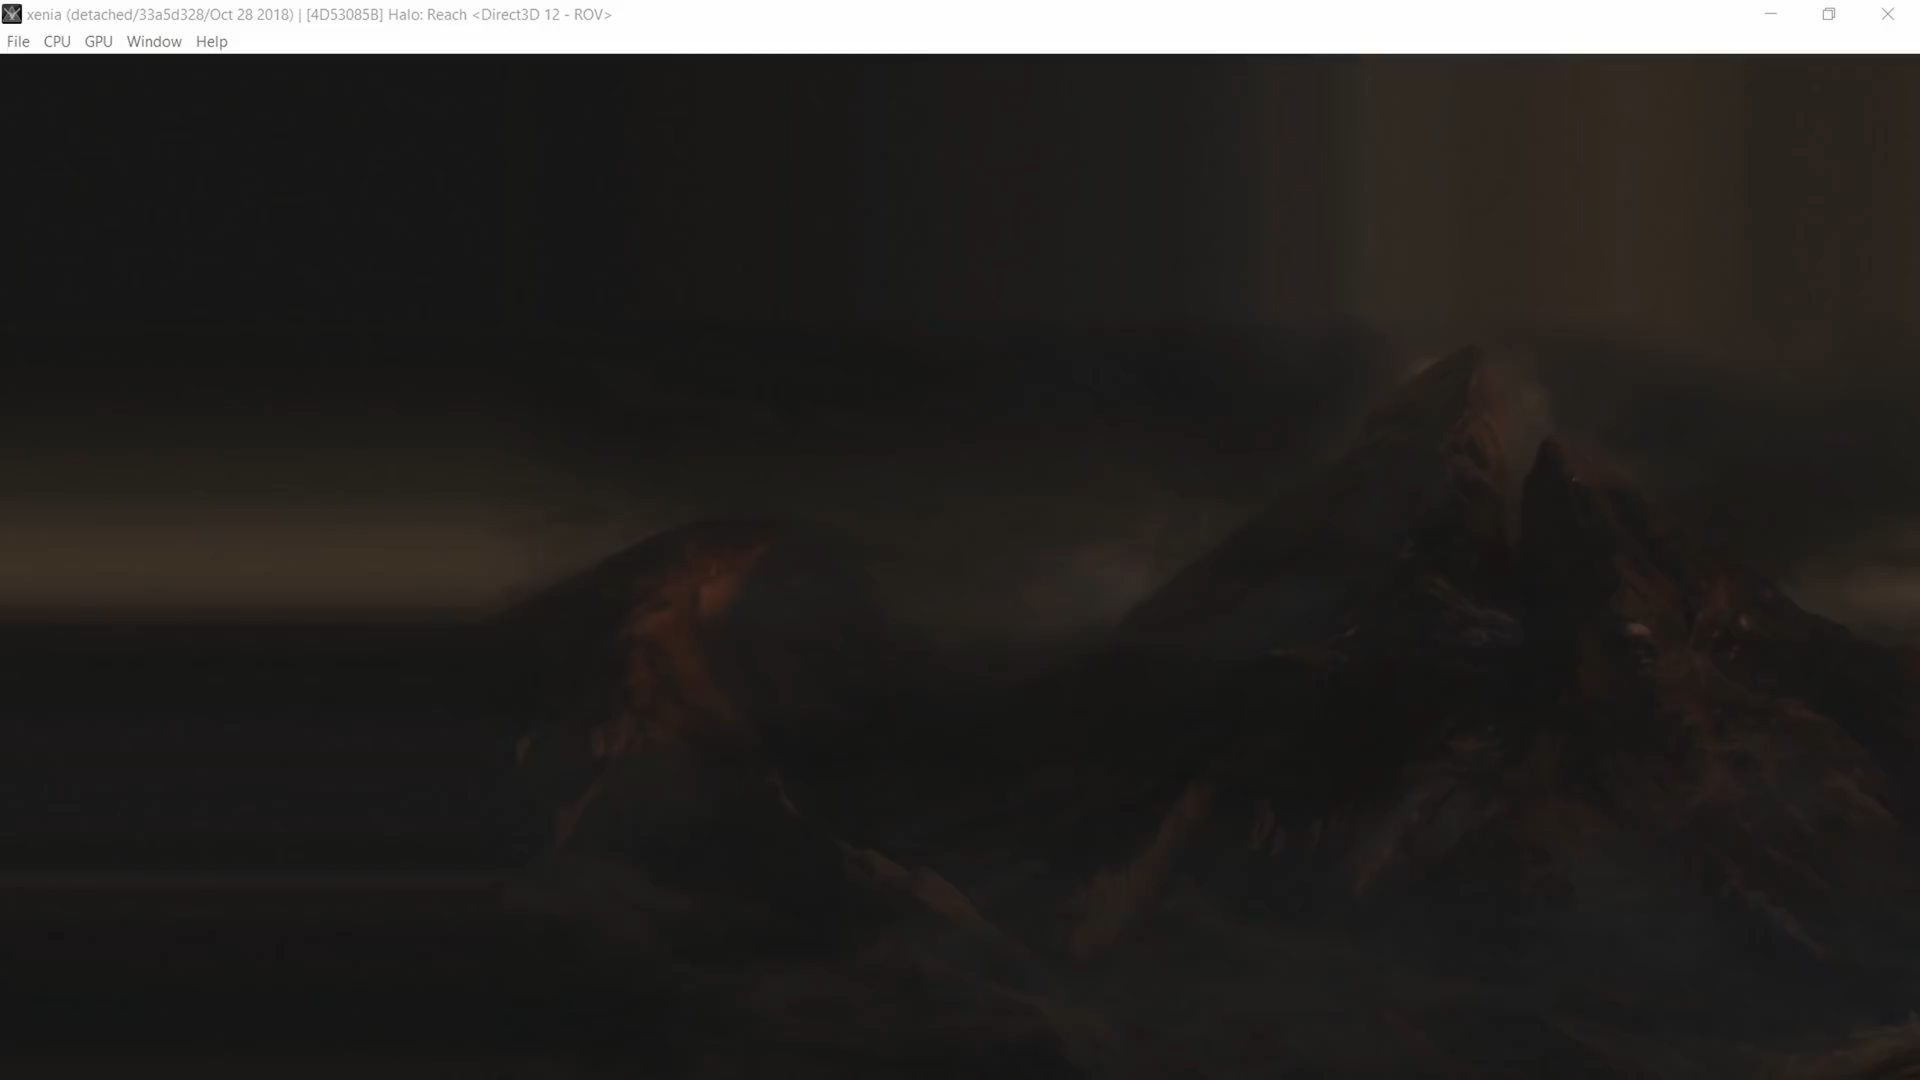 xenia (detached/33a5d328/Oct 28 2018) | [4D53085B] Halo: Reach <Direct3D 12 - ROV>
File CPU GPU Window Help